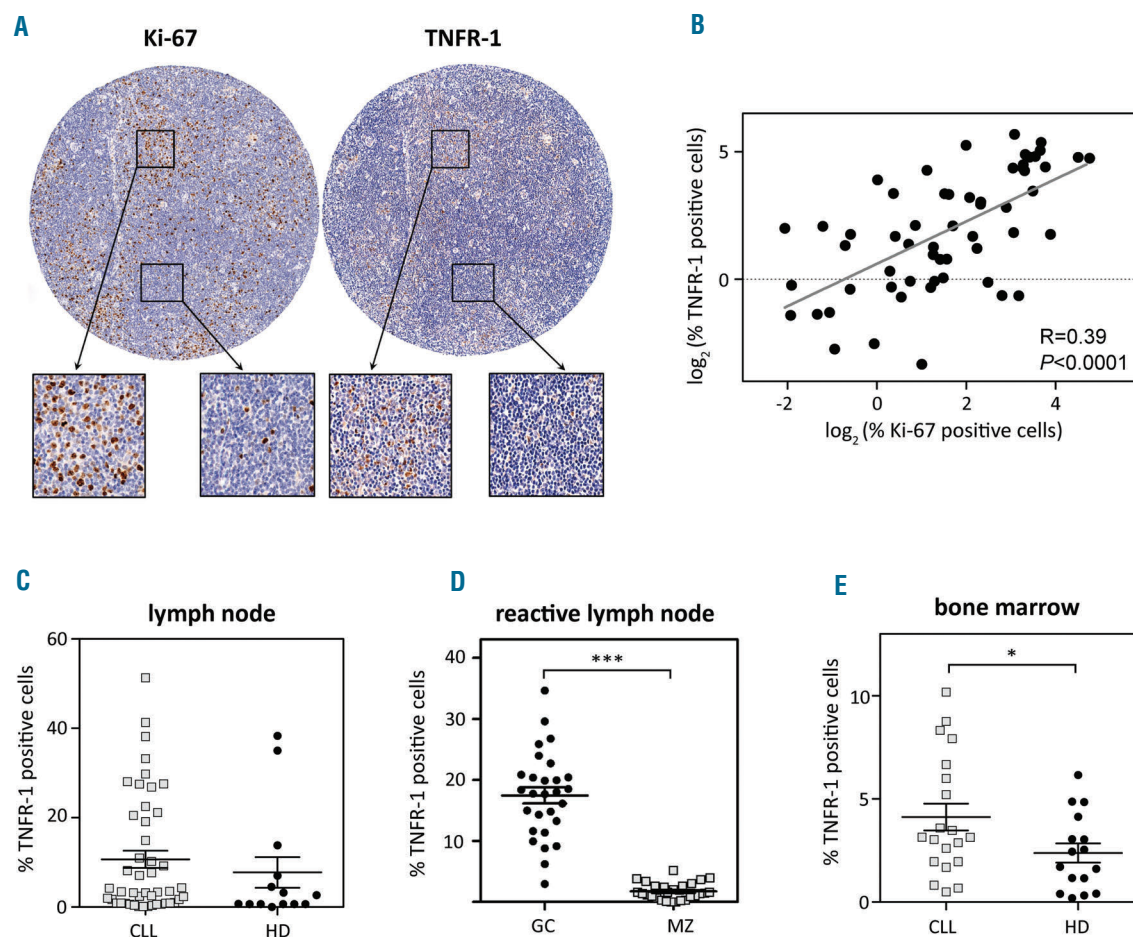 A
Ki-67
TNFR-1
B
log2 (% TNFR-1 positive cells)
5
0
R=0.39
P<0.0001
-2
0
2
4
log2 (% Ki-67 positive cells)
C
lymph node
% TNFR-1 positive cells
60
40
20
0
CLL
HD
D
reactive lymph node
% TNFR-1 positive cells
40
30
20
10
***
GC
MZ
E
bone marrow
% TNFR-1 positive cells
10
5
0
*
CLL
HD